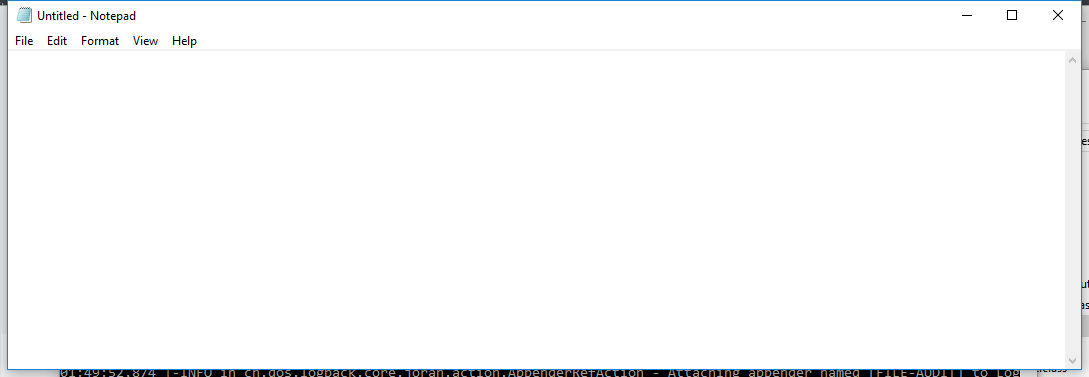 Untitled - Notepad
File Edit Format View Help
01:49:52.874 |-INFO in ch.qos.logback.core.joran.action.AppenderRefAction - Attaching appender named [FILE-AUDIT] to Log